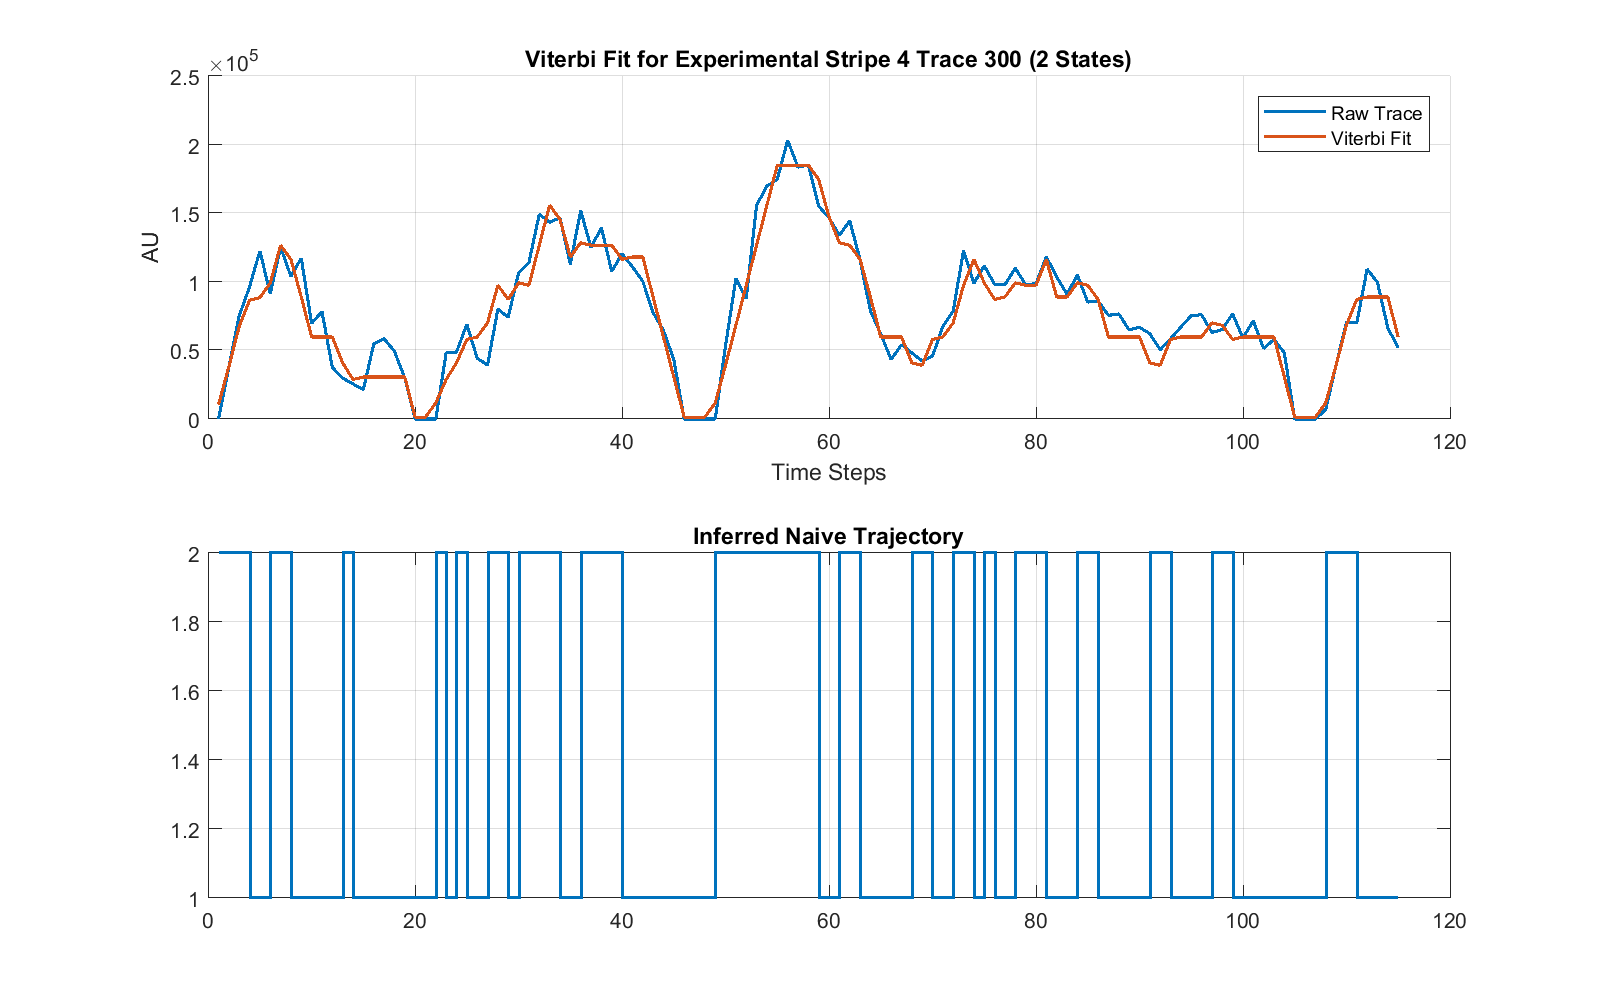 Viterbi Fit for Experimental Stripe 4 Trace 300 (2 States)
×10^5
2.5
2
1.5
1
0.5
0
AU
Raw Trace
Viterbi Fit
0 20 40 60 80 100 120
Time Steps
Inferred Naive Trajectory
2
1.8
1.6
1.4
1.2
1
0 20 40 60 80 100 120